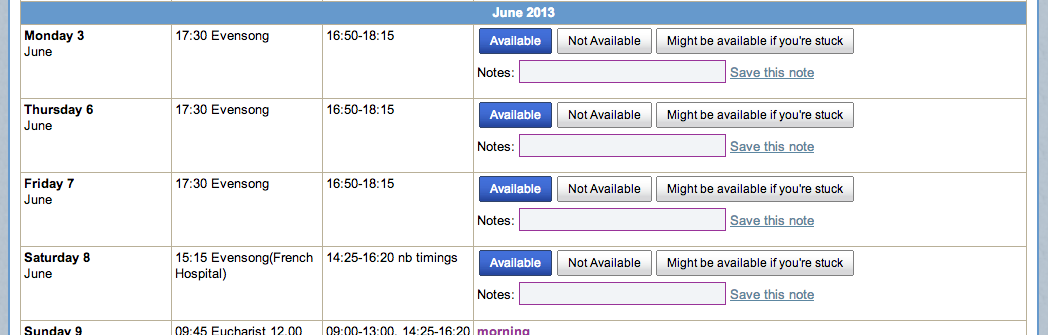 June 2013
Monday 3 17:30 Evensong 16:50-18:15 Available Not Available Might be available if you're stuck
June
Notes: Save this note
Thursday 6 17:30 Evensong 16:50-18:15 Available Not Available Might be available if you're stuck
June
Notes: Save this note
Friday 7 17:30 Evensong 16:50-18:15 Available Not Available Might be available if you're stuck
June
Notes: Save this note
Saturday 8 15:15 Evensong(French 14:25-16:20 nb timings Available Not Available Might be available if you're stuck
June Hospital)
Notes: Save this note
Sunday 9 09:45 Eucharist 12.00 09:00-13:00, 14:25-16:20 morning